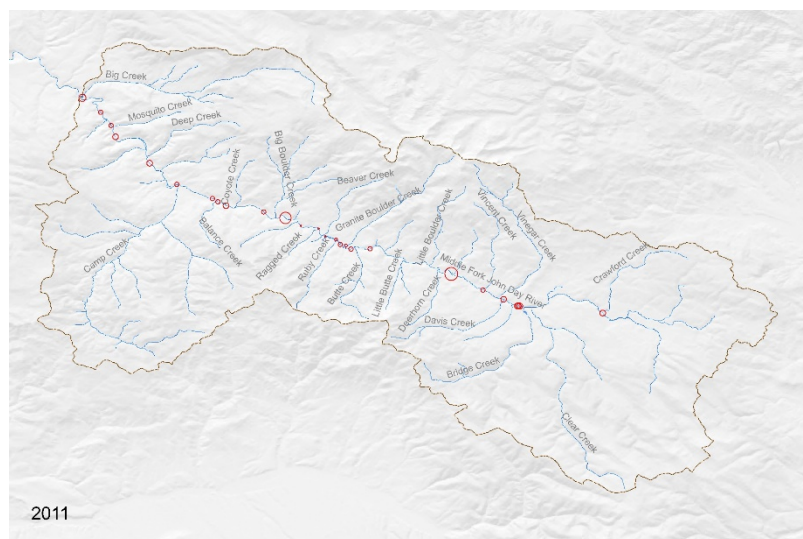 Big Creek
Mosquito Creek
Deep Creek
Big Boulder Creek
Coyote Creek
Beaver Creek
Granite Boulder Creek
Little Boulder Creek
Vincent Creek
Vinegar Creek
Camp Creek
Balance Creek
Ragged Creek
Ruby Creek
Butte Creek
Little Butte Creek
Deerhorn Creek
Middle Fork John Day River
Crawford Creek
Davis Creek
Bridge Creek
Clear Creek
2011